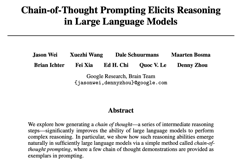 Chain-of-Thought Prompting Elicits Reasoning
in Large Language Models
Jason Wei Xuezhi Wang Dale Schuurmans Maarten Bosma
Brian Ichter Fei Xia Ed H. Chi Quoc V. Le Denny Zhou
Google Research, Brain Team
{jasonwei,dennyzhou}@google.com
Abstract
We explore how generating a chain of thought—a series of intermediate reasoning
steps—significantly improves the ability of large language models to perform
complex reasoning. In particular, we show how such reasoning abilities emerge
naturally in sufficiently large language models via a simple method called chain-of-
thought prompting, where a few chain of thought demonstrations are provided as
exemplars in prompting.